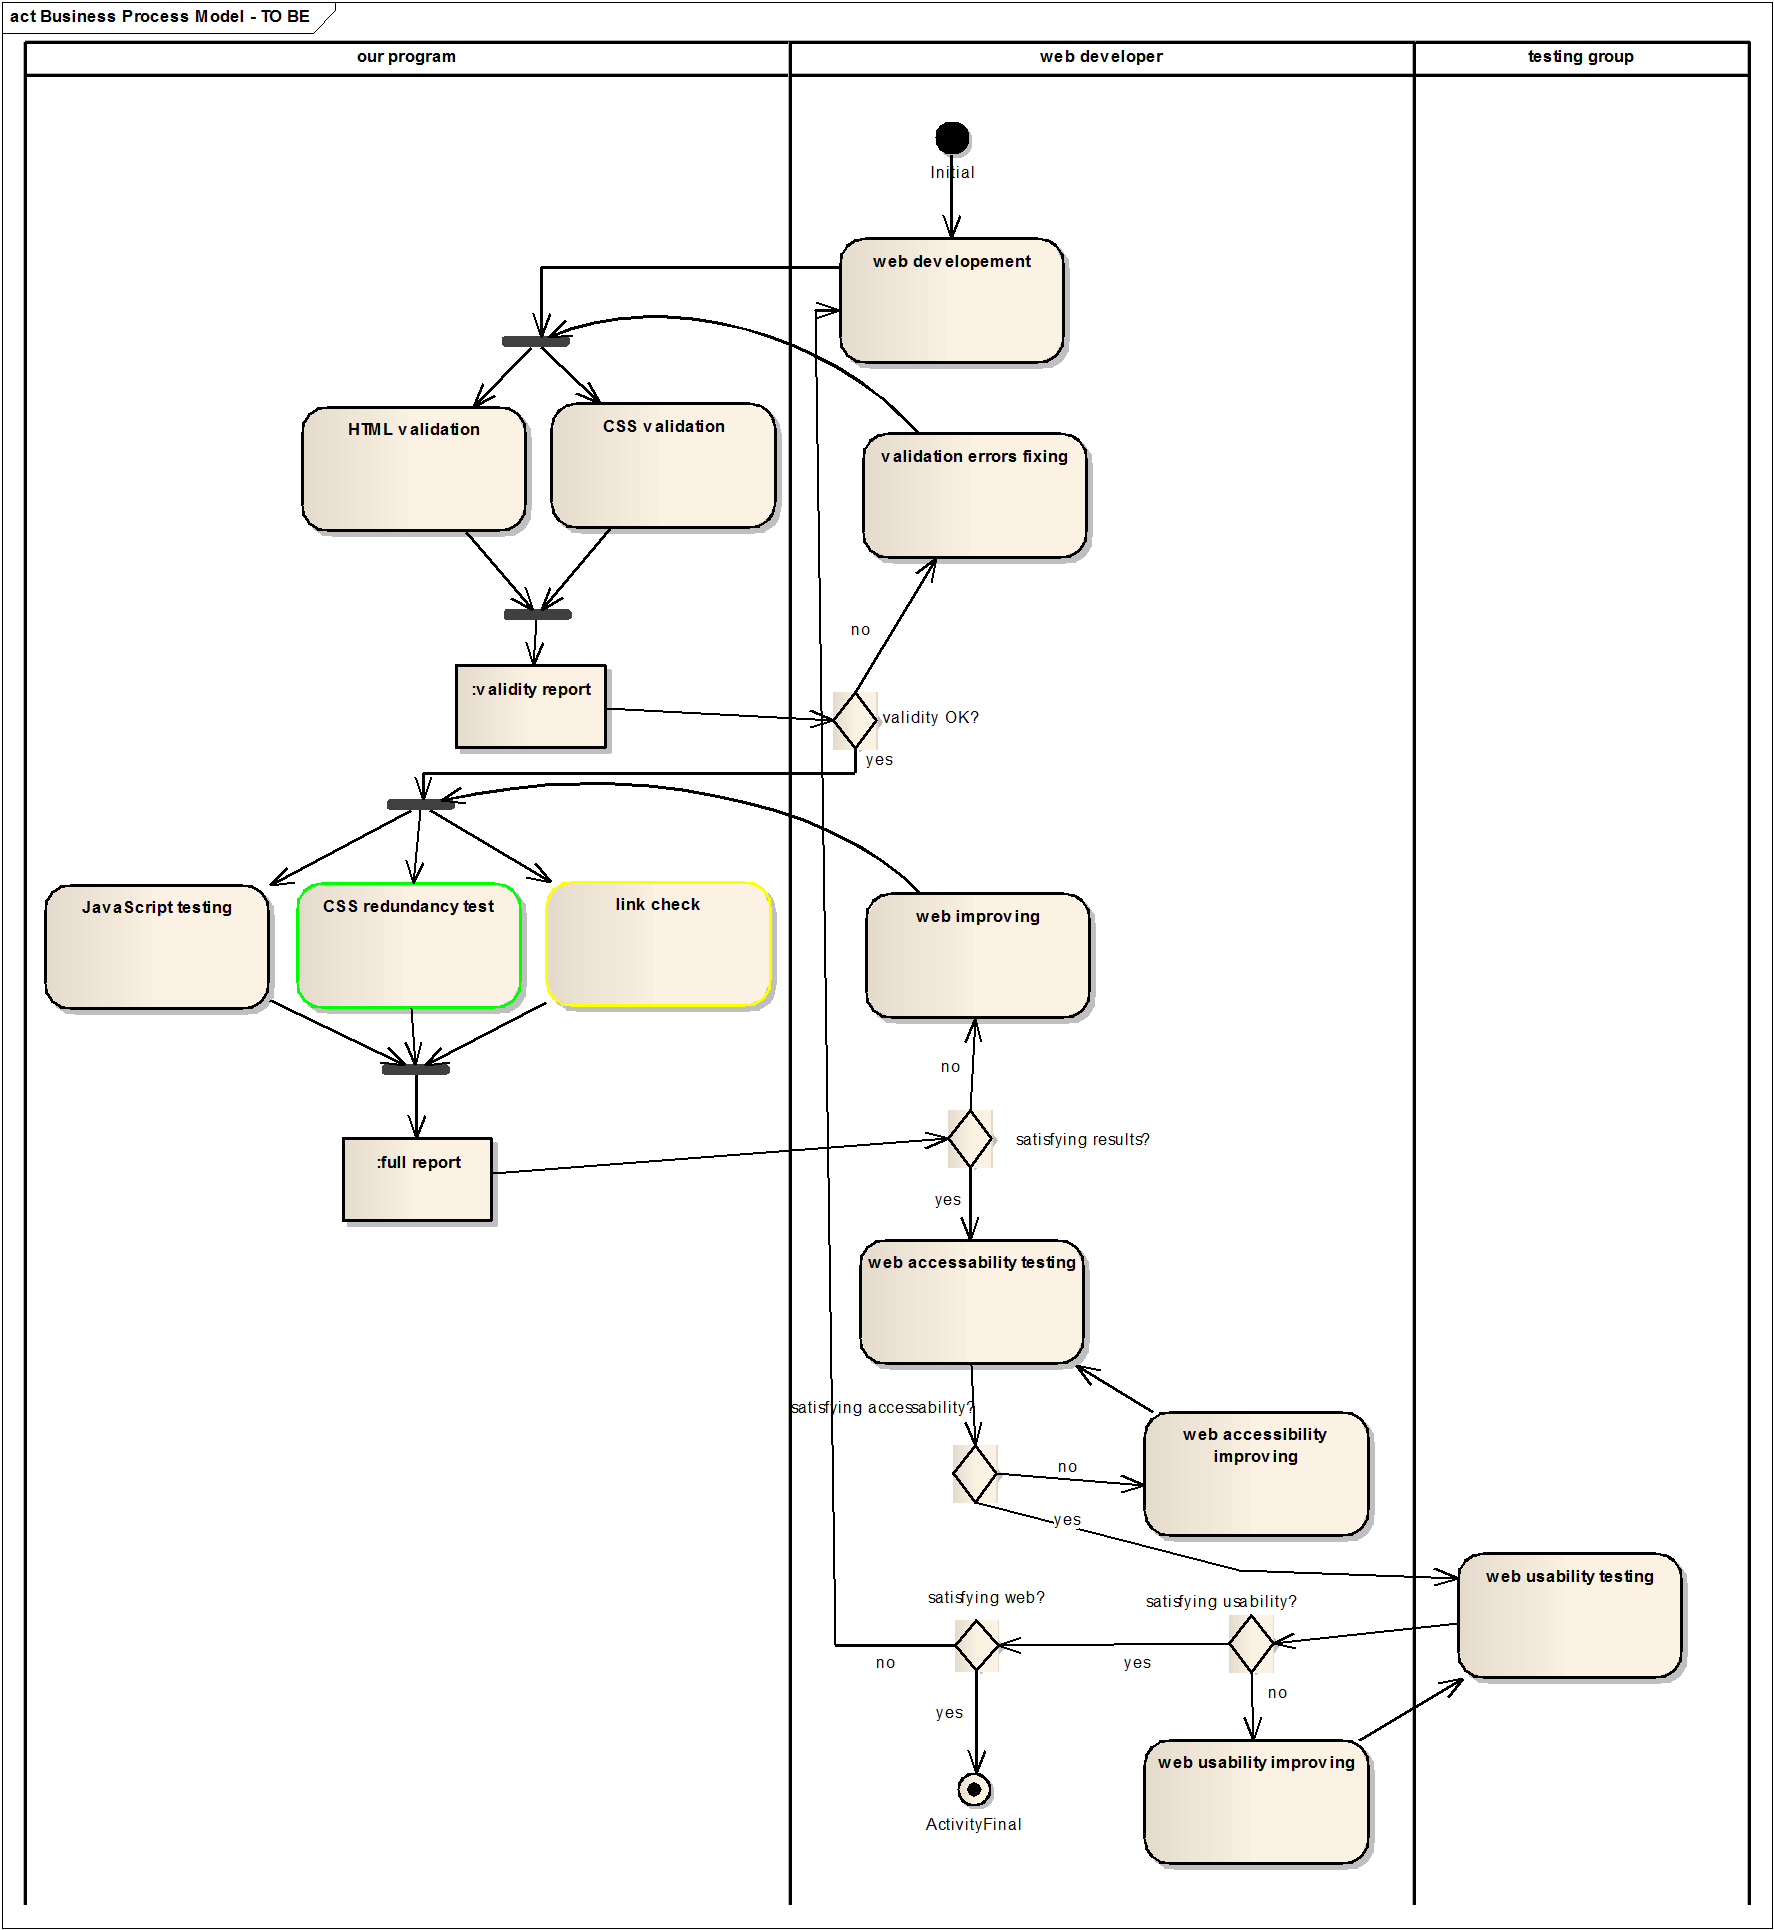 act Business Process Model - TO BE
our program
web developer
testing group
Initial
web developement
HTML validation
CSS validation
validation errors fixing
no
:validity report
validity OK?
yes
JavaScript testing
CSS redundancy test
link check
web improving
no
:full report
satisfying results?
yes
web accessability testing
satisfying accessability?
web accessibility
improving
no
yes
web usability testing
satisfying web?
satisfying usability?
no
yes
no
yes
web usability improving
ActivityFinal